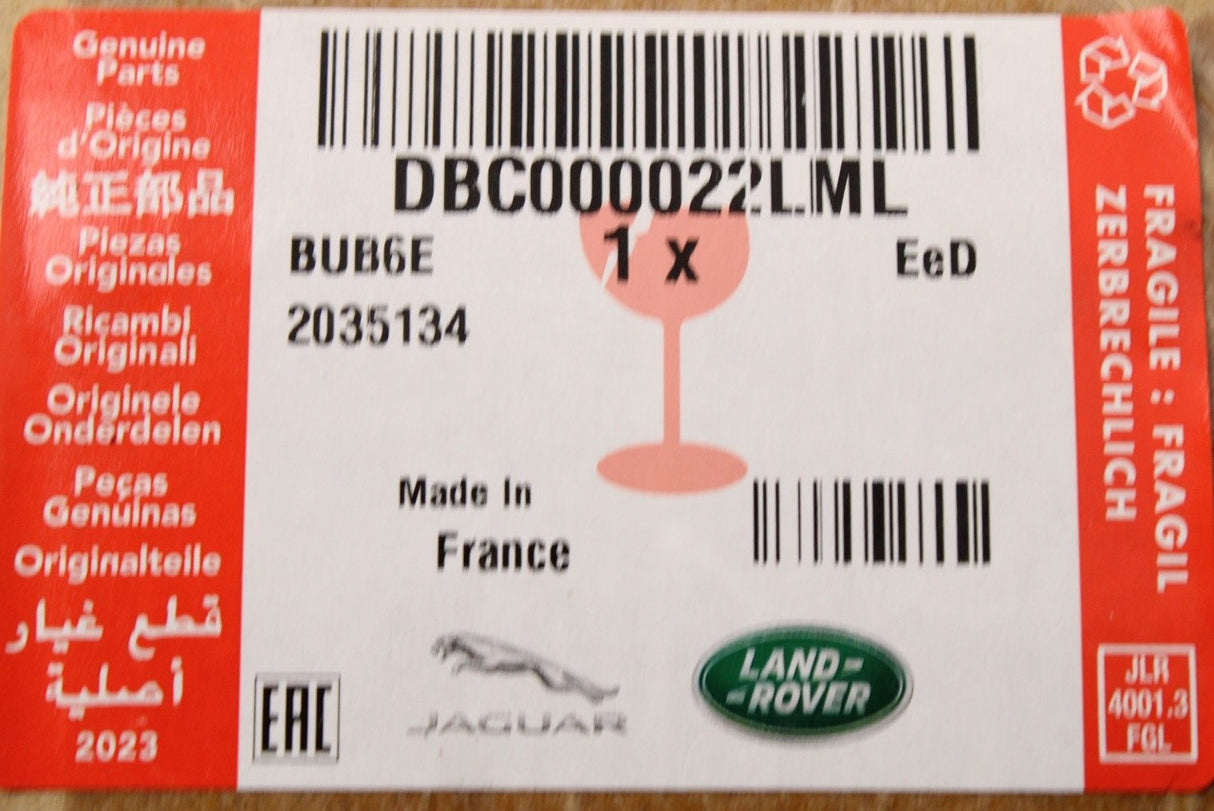 Genuine
Parts
Pièces
d'Origine
純正部品
Piezas
Originales
Ricambi
Originali
Originele
Onderdelen
Peças
Genuínas
Originalteile
قطع غيار
أصلية
2023
DBC000022LML
BUB6E
1 x
EeD
2035134
Made In
France
EAC
JAGUAR
LAND-
-ROVER
FRAGILE : FRAGIL
ZERBRECHLICH
JLR
4001.3
FGL